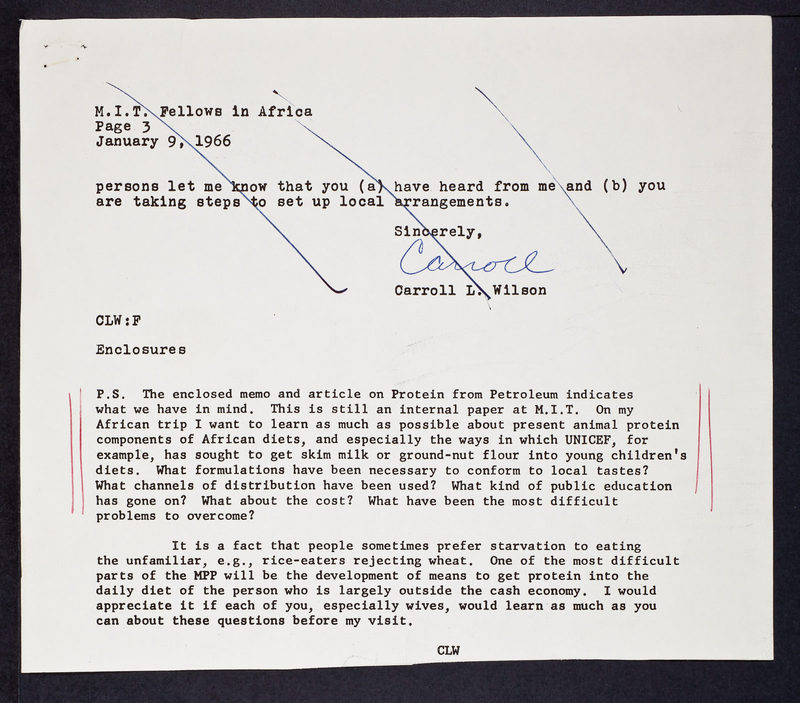 M.I.T. Fellows in Africa
Page 3
January 9, 1966
persons let me know that you (a) have heard from me and (b) you
are taking steps to set up local arrangements.
Sincerely,
Carroll
Carroll L. Wilson
CLW:F
Enclosures
P.S. The enclosed memo and article on Protein from Petroleum indicates
what we have in mind. This is still an internal paper at M.I.T. On my
African trip I want to learn as much as possible about present animal protein
components of African diets, and especially the ways in which UNICEF, for
example, has sought to get skim milk or ground-nut flour into young children's
diets. What formulations have been necessary to conform to local tastes?
What channels of distribution have been used? What kind of public education
has gone on? What about the cost? What have been the most difficult
problems to overcome?
It is a fact that people sometimes prefer starvation to eating
the unfamiliar, e.g., rice-eaters rejecting wheat. One of the most difficult
parts of the MPP will be the development of means to get protein into the
daily diet of the person who is largely outside the cash economy. I would
appreciate it if each of you, especially wives, would learn as much as you
can about these questions before my visit.
CLW